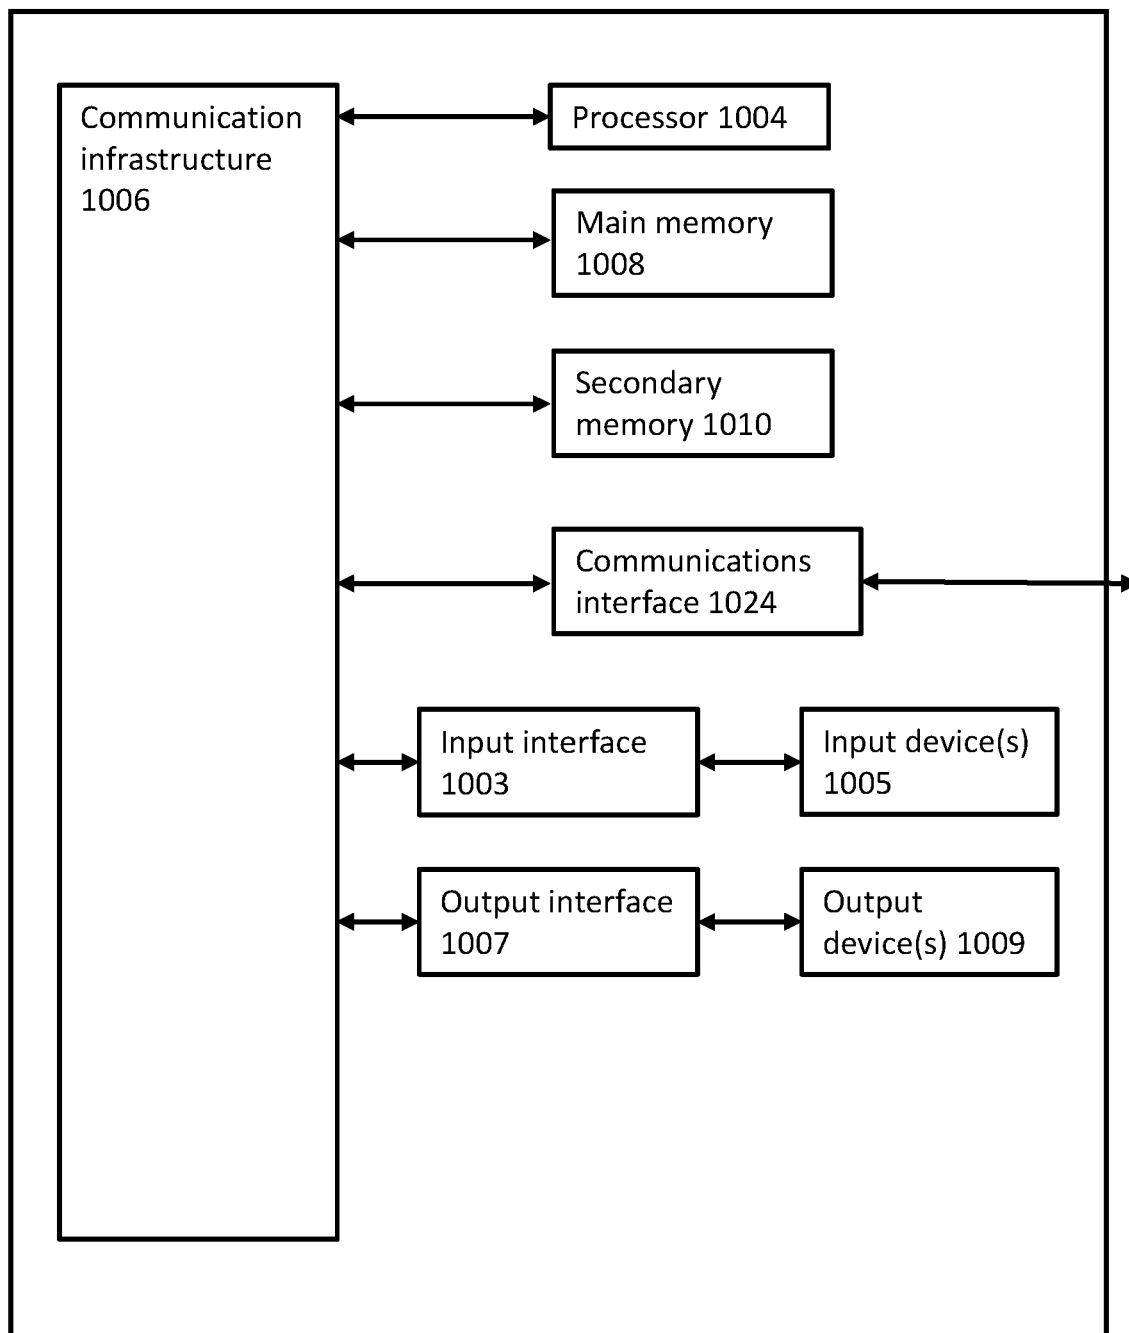 Communication
infrastructure
1006
Processor 1004
Main memory
1008
Secondary
memory 1010
Communications
interface 1024
Input interface
1003
Input device(s)
1005
Output interface
1007
Output
device(s) 1009